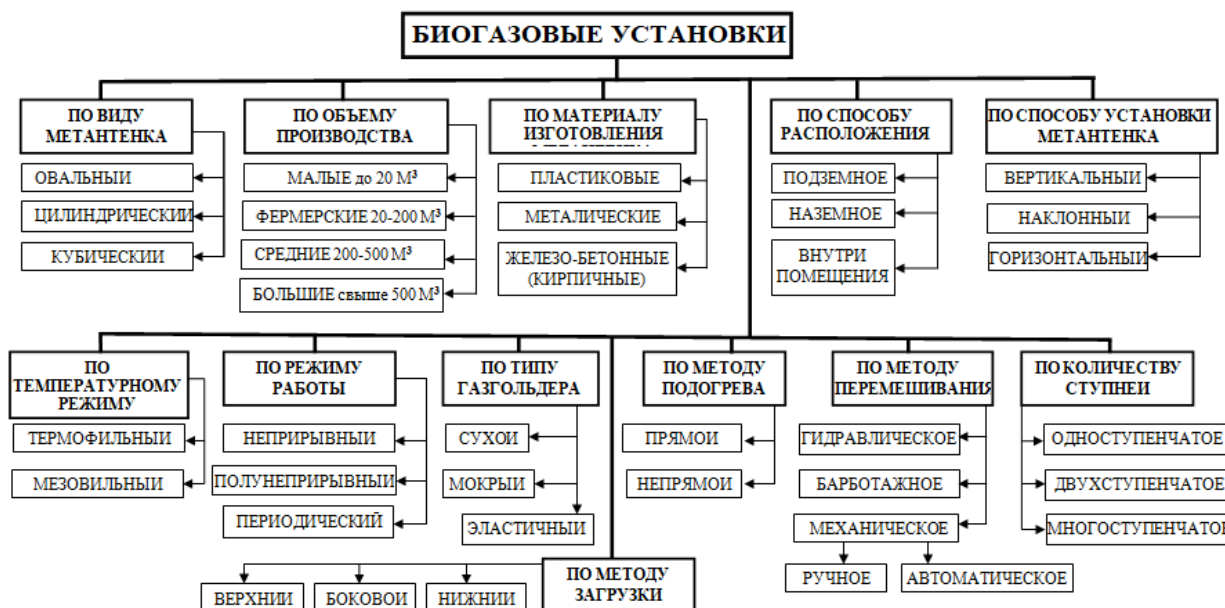 БИОГАЗОВЫЕ УСТАНОВКИ
ПО ВИДУ
МЕТАНТЕНКА
ОВАЛЬНЫИ
ЦИЛИНДРИЧЕСКИИ
КУБИЧЕСКИИ
ПО ОБЪЕМУ
ПРОИЗВОДСТВА
МАЛЫЕ до 20 М³
ФЕРМЕРСКИЕ 20-200 М³
СРЕДНИЕ 200-500 М³
БОЛЬШИЕ свыше 500 М³
ПО МАТЕРИАЛУ
ИЗГОТОВЛЕНИЯ
ПЛАСТИКОВЫЕ
МЕТАЛИЧЕСКИЕ
ЖЕЛЕЗО-БЕТОННЫЕ
(КИРПИЧНЫЕ)
ПО СПОСОБУ
РАСПОЛОЖЕНИЯ
ПОДЗЕМНОЕ
НАЗЕМНОЕ
ВНУТРИ
ПОМЕЩЕНИЯ
ПО СПОСОБУ УСТАНОВКИ
МЕТАНТЕНКА
ВЕРТИКАЛЬНЫИ
НАКЛОННЫИ
ГОРИЗОНТАЛЬНЫИ
ПО
ТЕМПЕРАТУРНОМУ
РЕЖИМУ
ТЕРМОФИЛЬНЫИ
МЕЗОВИЛЬНЫИ
ПО РЕЖИМУ
РАБОТЫ
НЕПРИРЫВНЫИ
ПОЛУНЕПРИРЫВНЫИ
ПЕРИОДИЧЕСКИЙ
ПО ТИПУ
ГАЗГОЛЬДЕРА
СУХОИ
МОКРЫИ
ЭЛАСТИЧНЫИ
ПО МЕТОДУ
ПОДОГРЕВА
ПРЯМОИ
НЕПРЯМОИ
ПО МЕТОДУ
ПЕРЕМЕШИВАНИЯ
ГИДРАВЛИЧЕСКОЕ
БАРБОТАЖНОЕ
МЕХАНИЧЕСКОЕ
РУЧНОЕ
АВТОМАТИЧЕСКОЕ
ПО КОЛИЧЕСТВУ
СТУПНЕИ
ОДНОСТУПЕНЧАТОЕ
ДВУХСТУПЕНЧАТОЕ
МНОГОСТУПЕНЧАТОЕ
ПО МЕТОДУ
ЗАГРУЗКИ
ВЕРХНИИ
БОКОВОИ
НИЖНИИ